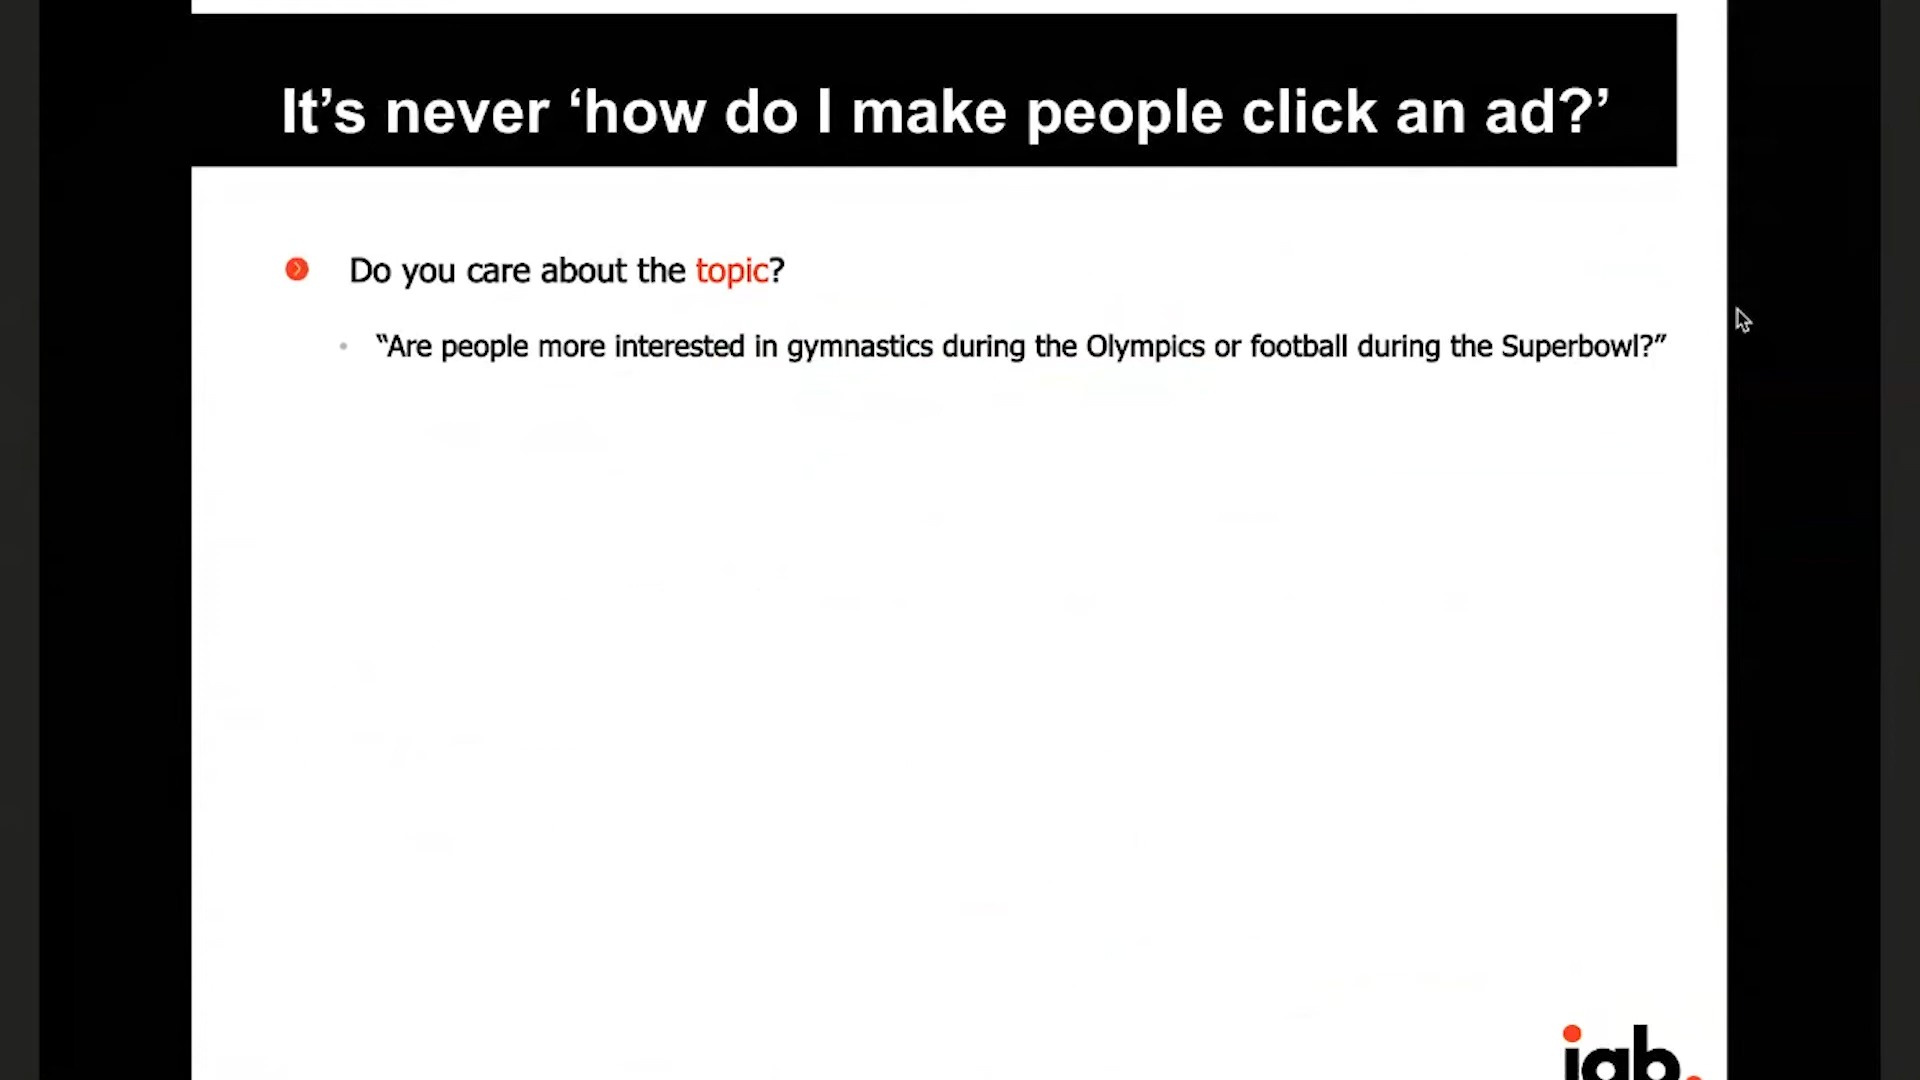 It’s never ‘how do I make people click an ad?’
Do you care about the topic?
“Are people more interested in gymnastics during the Olympics or football during the Superbowl?”
iab.